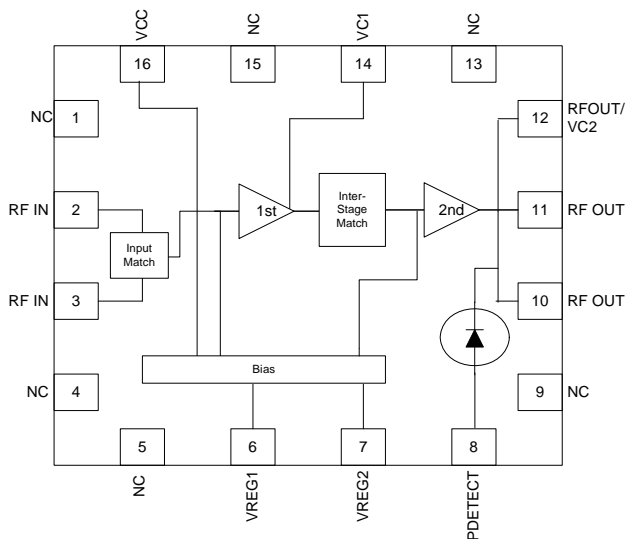 VCC
NC
VC1
NC
16
15
14
13
NC
1
12
RFOUT/
VC2
RF IN
2
1st
Inter-
Stage
Match
2nd
11
RF OUT
Input
Match
RF IN
3
10
RF OUT
Bias
NC
4
9
NC
5
6
7
8
NC
VREG1
VREG2
PDETECT